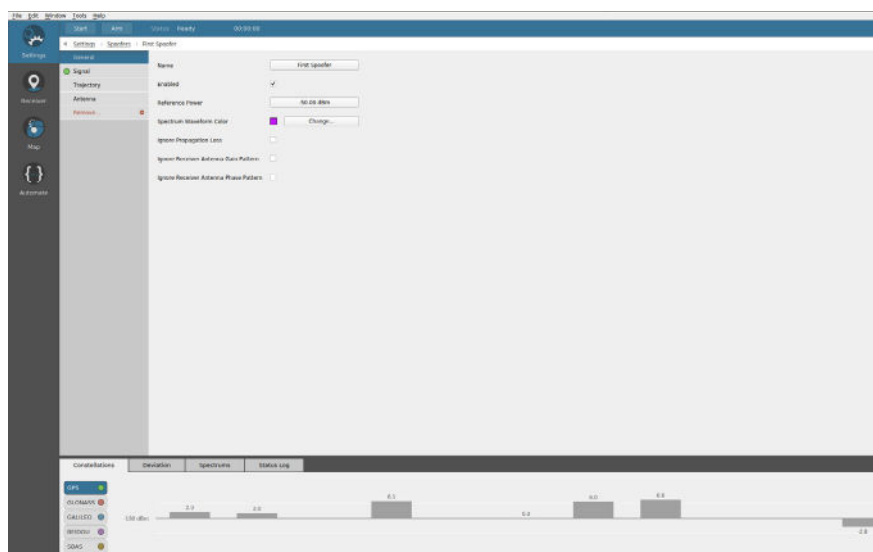 File Edit Window Tools Help
Start Arm Status Ready 00:00:00
Settings Spoofers First Spoofer
Settings
General
Signal
Trajectory
Antenna
Remove...
Name First Spoofer
Enabled
Reference Power
Spectrum Waveform Color Change...
Ignore Propagation Loss
Ignore Receiver Antenna Gain Pattern
Ignore Receiver Antenna Phase Pattern
Receiver
Map
Automate
Constellations Deviation Spectrums Status Log
GPS
GLONASS
GALILEO
BEIDOU
SBAS